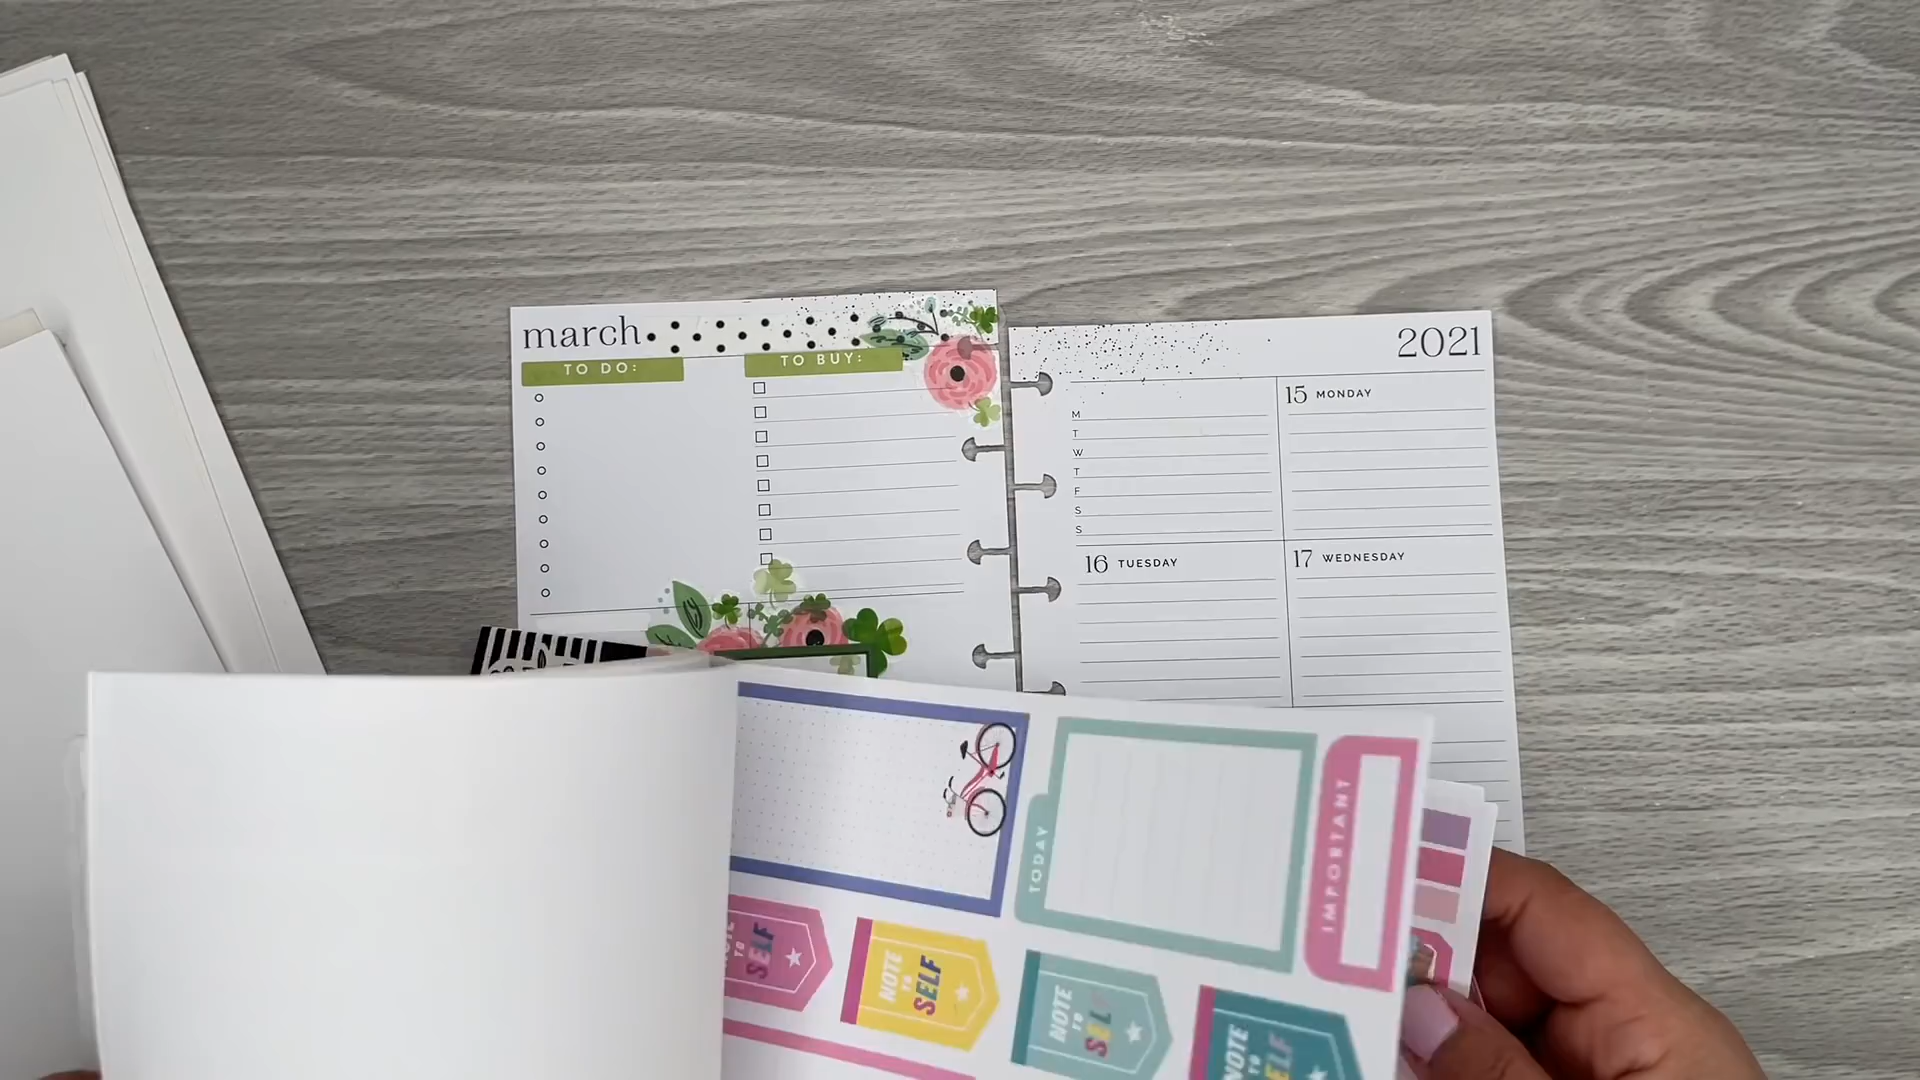 march
TO DO:
TO BUY:
2021
M
T
W
T
F
S
S
15 MONDAY
16 TUESDAY
17 WEDNESDAY
TODAY
IMPORTANT
NOTE
TO
SELF
NOTE
TO
SELF
NOTE
TO
SELF
NOTE